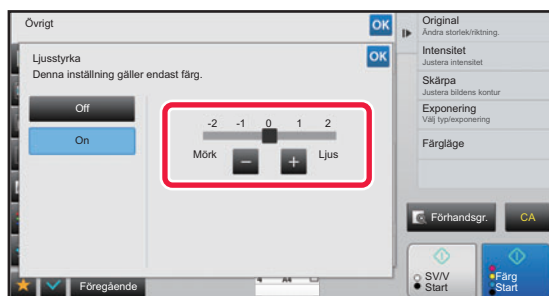 Övrigt
OK
Ljusstyrka
OK
Denna inställning gäller endast färg.
Off
On
-2 -1 0 1 2
Mörk
Ljus
Föregående
Original
Ändra storlek/riktning.
Intensitet
Justera intensitet
Skärpa
Justera bildens kontur
Exponering
Välj typ/exponering
Färgläge
Förhandsgr.
CA
SV/V
Start
Färg
Start